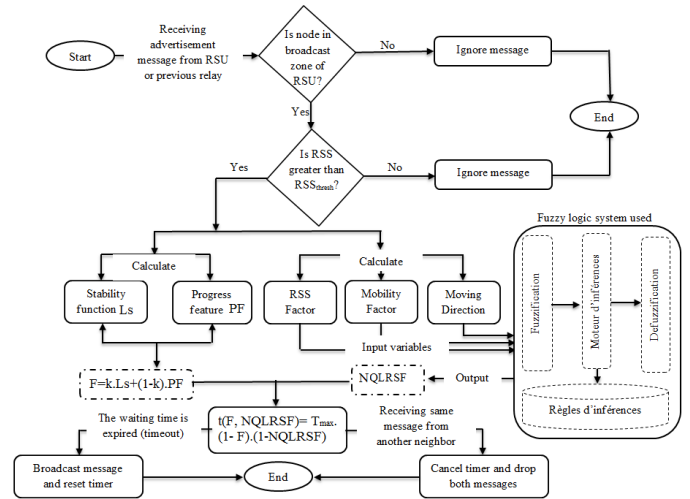 Receiving
advertisement
message from RSU
or previous relay
Start
Is node in
broadcast
zone of
RSU?
No
Ignore message
End
Yes
Is RSS
greater than
RSSthresh?
Yes
No
Ignore message
Fuzzy logic system used
Calculate
Calculate
Stability
function Ls
Progress
feature PF
RSS
Factor
Mobility
Factor
Moving
Direction
Fuzzification
Moteur d'inférences
Defuzzification
Règles d'inférences
Input variables
F=k.Ls+(1-k).PF
NQLRSF
Output
The waiting time is
expired (timeout)
t(F, NQLRSF)= Tmax.
(1- F).(1-NQLRSF)
Receiving same
message from
another neighbor
Broadcast message
and reset timer
End
Cancel timer and drop
both messages